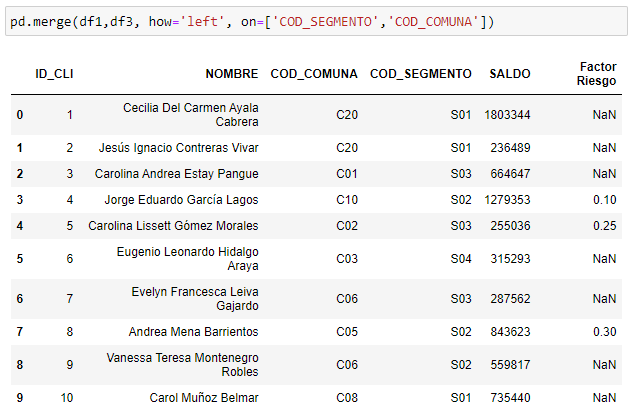 pd.merge(df1,df3, how='left', on=['COD_SEGMENTO','COD_COMUNA'])
ID_CLI NOMBRE COD_COMUNA COD_SEGMENTO SALDO Factor
Riesgo
0 1 Cecilia Del Carmen Ayala
Cabrera C20 S01 1803344 NaN
1 2 Jesús Ignacio Contreras Vivar C20 S01 236489 NaN
2 3 Carolina Andrea Estay Pangue C01 S03 664647 NaN
3 4 Jorge Eduardo García Lagos C10 S02 1279353 0.10
4 5 Carolina Lissett Gómez Morales C02 S03 255036 0.25
5 6 Eugenio Leonardo Hidalgo
Araya C03 S04 315293 NaN
6 7 Evelyn Francesca Leiva
Gajardo C06 S03 287562 NaN
7 8 Andrea Mena Barrientos C05 S02 843623 0.30
8 9 Vanessa Teresa Montenegro
Robles C06 S02 559817 NaN
9 10 Carol Muñoz Belmar C08 S01 735440 NaN